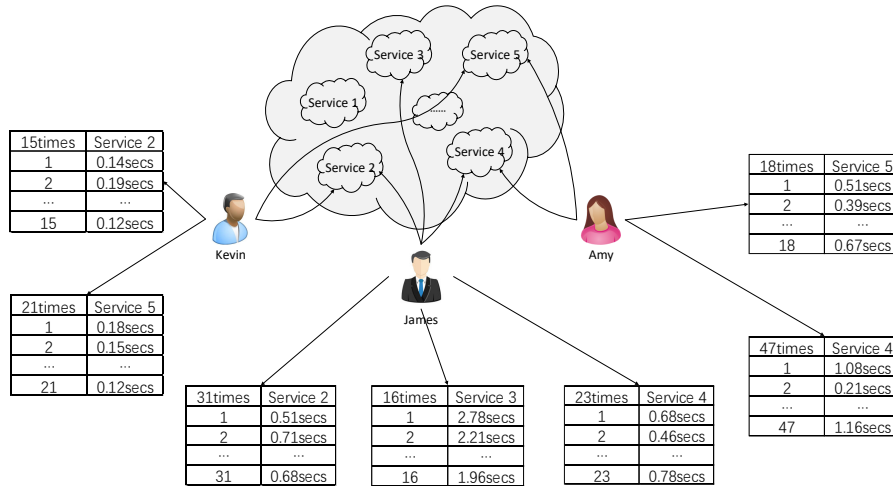 Service 3
Service 5
Service 1
......
Service 4
Service 2
Kevin
James
Amy
15times Service 2
1 0.14secs
2 0.19secs
... ...
15 0.12secs
21times Service 5
1 0.18secs
2 0.15secs
... ...
21 0.12secs
31times Service 2
1 0.51secs
2 0.71secs
... ...
31 0.68secs
16times Service 3
1 2.78secs
2 2.21secs
... ...
16 1.96secs
23times Service 4
1 0.68secs
2 0.46secs
... ...
23 0.78secs
18times Service 5
1 0.51secs
2 0.39secs
... ...
18 0.67secs
47times Service 4
1 1.08secs
2 0.21secs
... ...
47 1.16secs